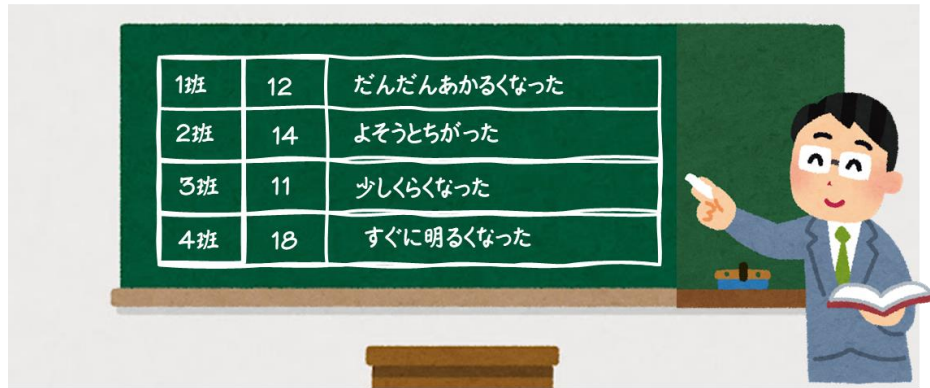 1班 12 だんだんあかるくなった
2班 14 よそうとちがった
3班 11 少しくらくなった
4班 18 すぐに明るくなった